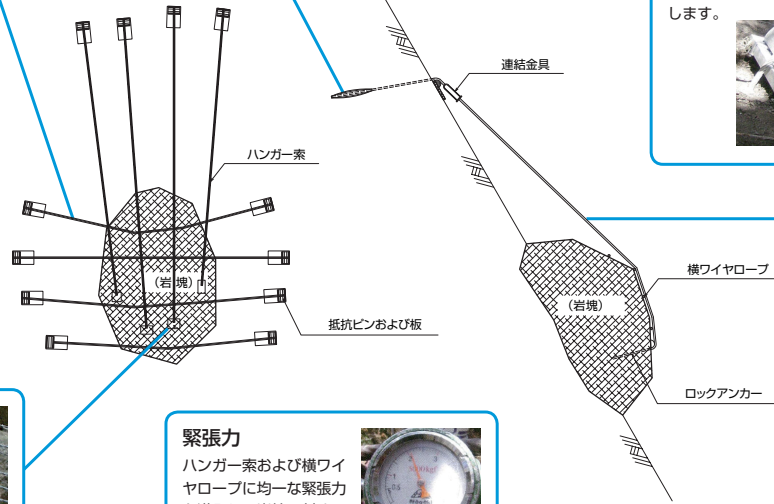 します。
連結金具
ハンガー索
横ワイヤロープ
(岩塊)
(岩塊)
抵抗ピンおよび板
ロックアンカー
緊張力
ハンガー索および横ワイ
ヤロープに均一な緊張力